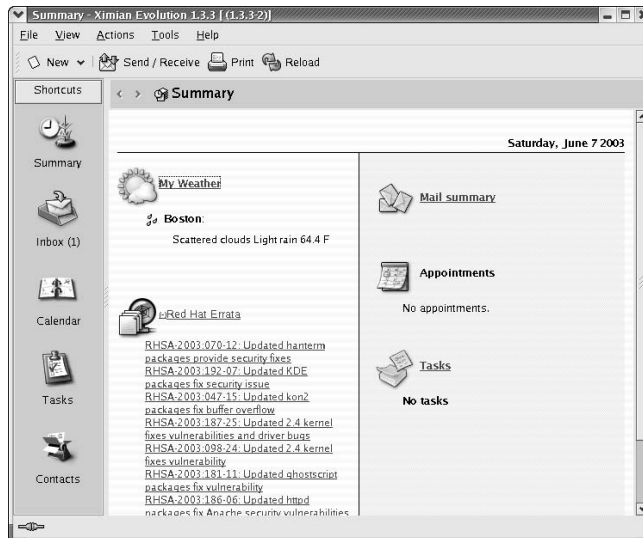 Summary - Ximian Evolution 1.3.3 [ (1.3.3-2)]
File View Actions Tools Help
New Send / Receive Print Reload
Shortcuts
Summary
Inbox (1)
Calendar
Tasks
Contacts
Summary
Saturday, June 7 2003
My Weather
Boston:
Scattered clouds Light rain 64.4 F
Red Hat Errata
RHSA-2003:070-12: Updated hanterm
packages provide security fixes
RHSA-2003:192-07: Updated KDE
packages fix security issue
RHSA-2003:047-15: Updated kon2
packages fix buffer overflow
RHSA-2003:187-25: Updated 2.4 kernel
fixes vulnerabilities and driver bugs
RHSA-2003:098-24: Updated 2.4 kernel
fixes vulnerability
RHSA-2003:181-11: Updated ghostscript
packages fix vulnerability
RHSA-2003:186-06: Updated httpd
packages fix Apache security vulnerabilities
Mail summary
Appointments
No appointments.
Tasks
No tasks